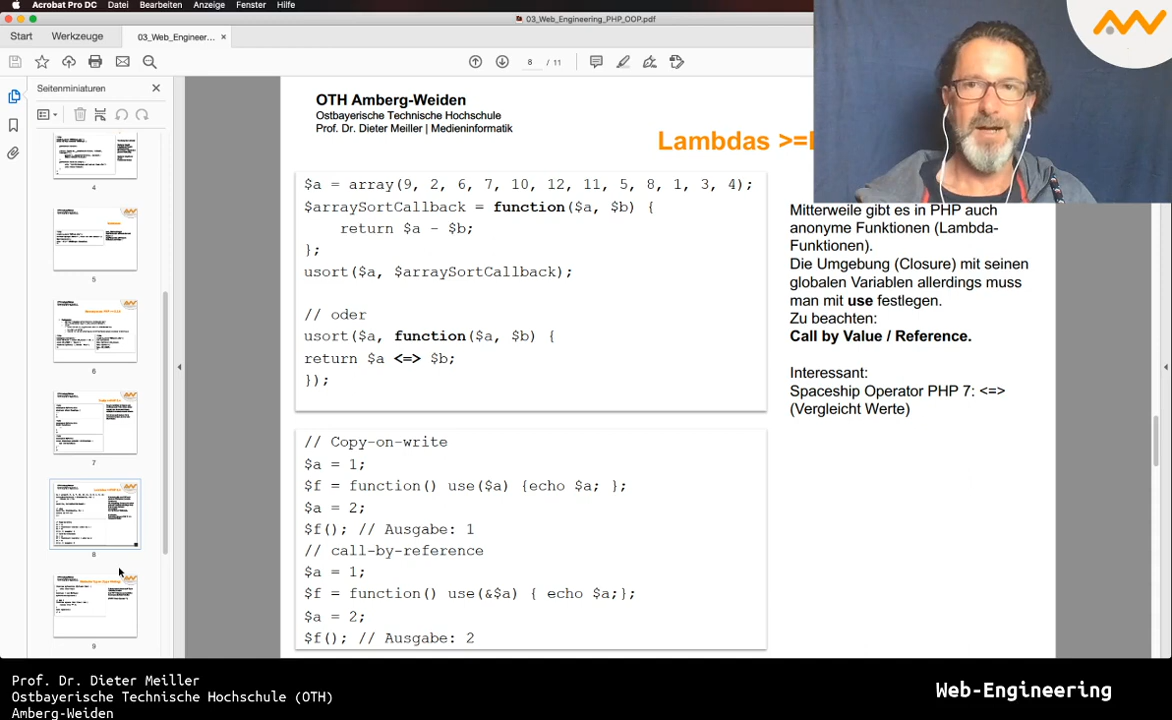 Acrobat Pro DC Datei Bearbeiten Anzeige Fenster Hilfe
03_Web_Engineering_PHP_OOP.pdf
Start Werkzeuge 03_Web_Engineer... ×
8 / 11
Seitenminiaturen
4
5
6
7
8
9
OTH Amberg-Weiden
Ostbayerische Technische Hochschule
Prof. Dr. Dieter Meiller | Medieninformatik
Lambdas >=
$a = array(9, 2, 6, 7, 10, 12, 11, 5, 8, 1, 3, 4);
$arraySortCallback = function($a, $b) {
return $a - $b;
};
usort($a, $arraySortCallback);
// oder
usort($a, function($a, $b) {
return $a <=> $b;
});
Mitterweile gibt es in PHP auch
anonyme Funktionen (Lambda-
Funktionen).
Die Umgebung (Closure) mit seinen
globalen Variablen allerdings muss
man mit use festlegen.
Zu beachten:
Call by Value / Reference.
Interessant:
Spaceship Operator PHP 7: <=>
(Vergleicht Werte)
// Copy-on-write
$a = 1;
$f = function() use($a) {echo $a; };
$a = 2;
$f(); // Ausgabe: 1
// call-by-reference
$a = 1;
$f = function() use(&$a) { echo $a;};
$a = 2;
$f(); // Ausgabe: 2
Prof. Dr. Dieter Meiller
Ostbayerische Technische Hochschule (OTH)
Amberg-Weiden
Web-Engineering